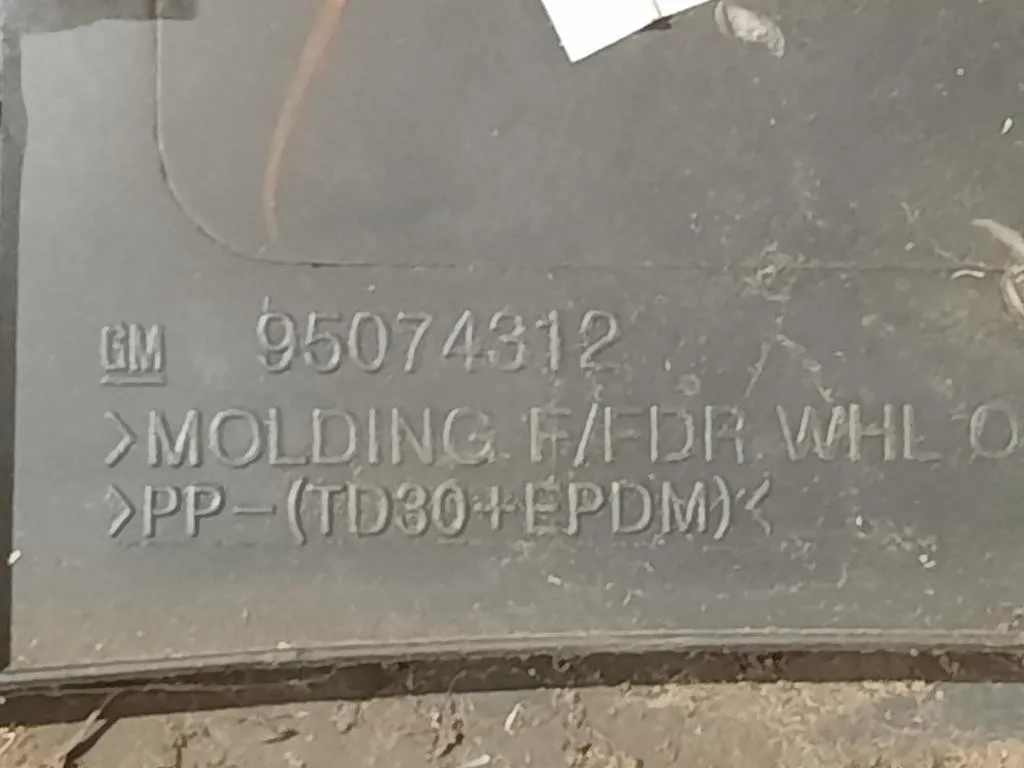 GM 95074312
>MOLDING F/FDR WHL O
>PP-(TD30+EPDM)<